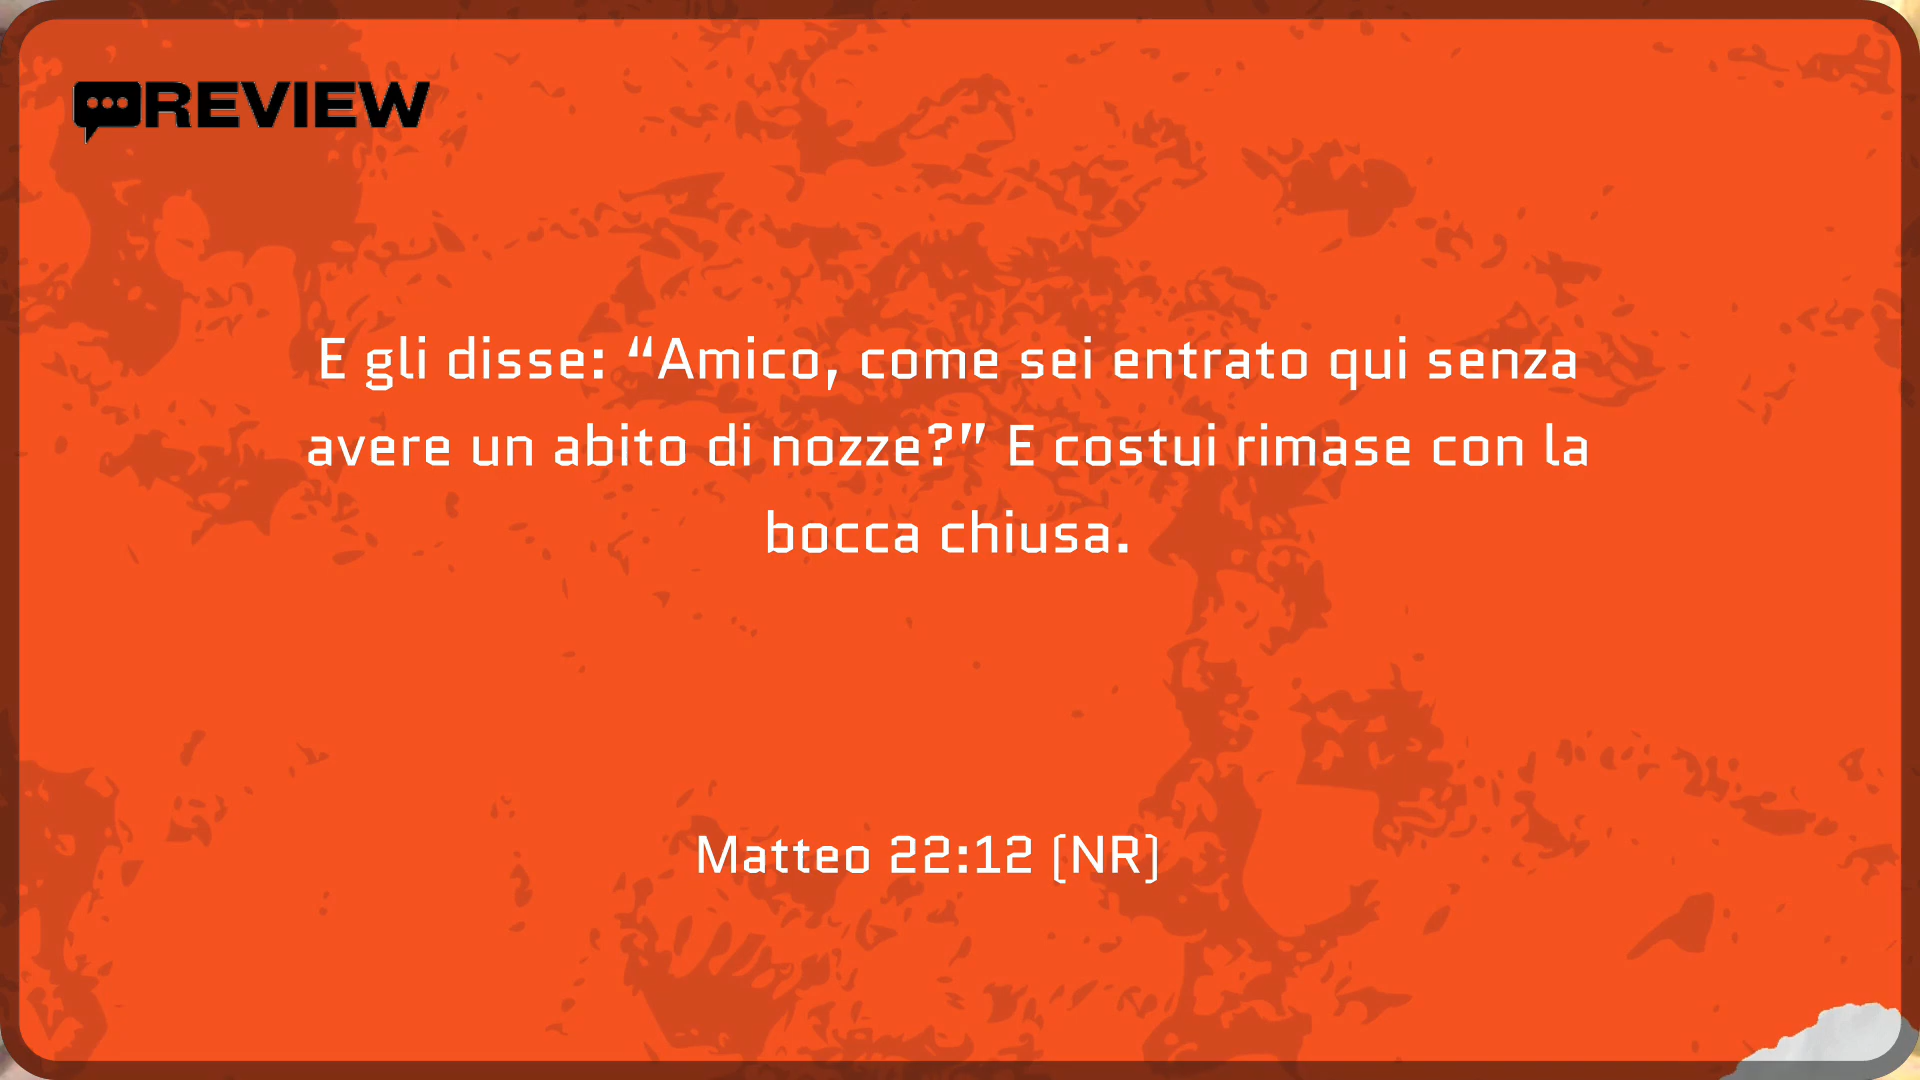 REVIEW
E gli disse: “Amico, come sei entrato qui senza
avere un abito di nozze?” E costui rimase con la
bocca chiusa.
Matteo 22:12 (NR)